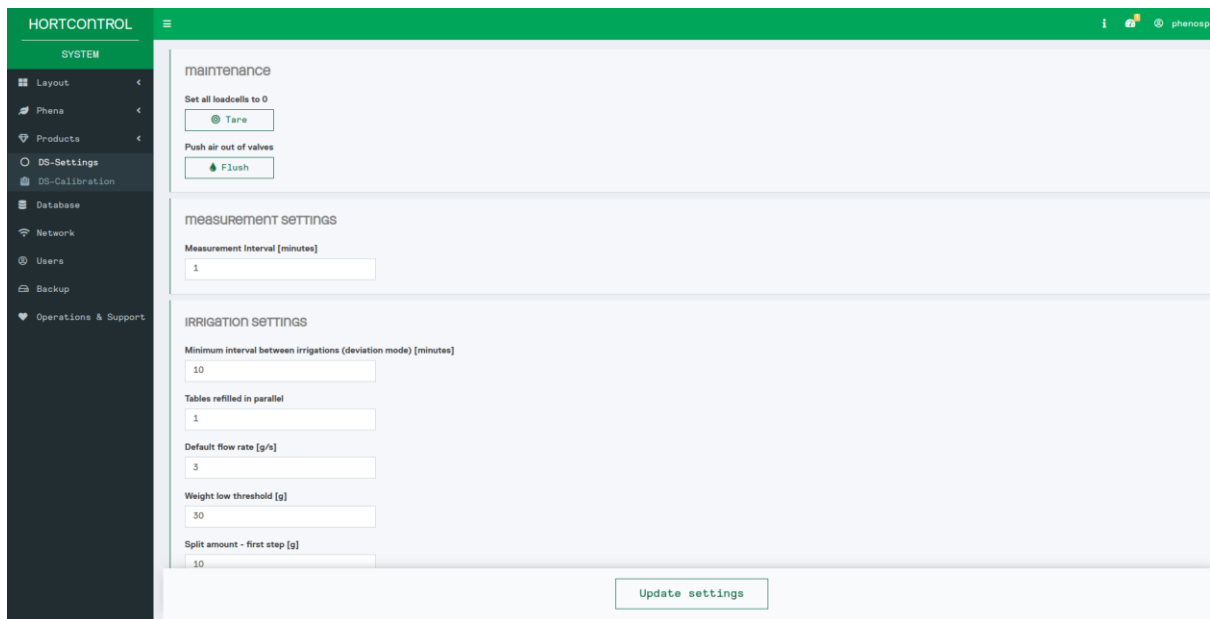 HORTCONTROL
i
phenosp
SYSTEM
Layout
Phena
Products
DS-Settings
DS-Calibration
Database
Network
Users
Backup
Operations & Support
maintenance
Set all loadcells to 0
Tare
Push air out of valves
Flush
measurement settings
Measurement Interval [minutes]
1
IRRIGATION SETTINGS
Minimum interval between irrigations (deviation mode) [minutes]
10
Tables refilled in parallel
1
Default flow rate [g/s]
3
Weight low threshold [g]
30
Split amount - first step [g]
10
Update settings